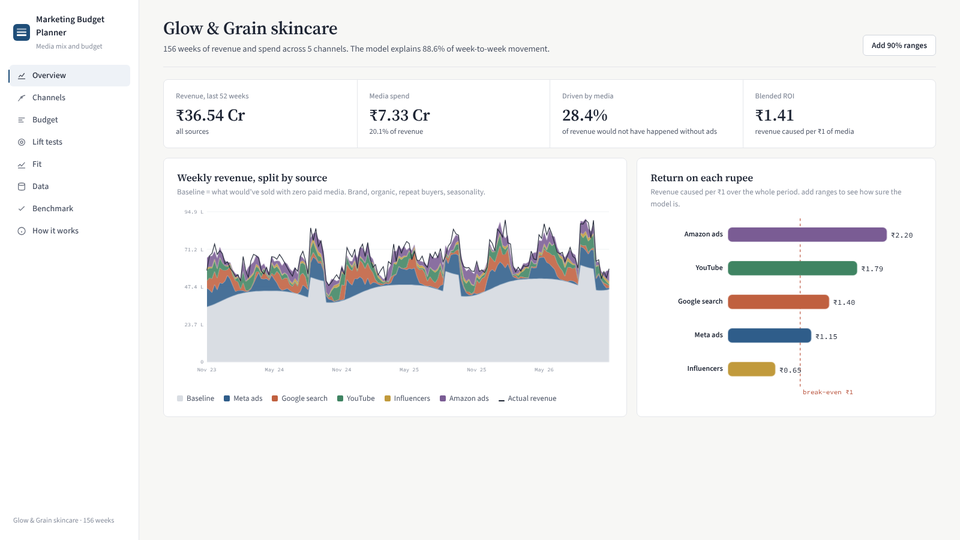 Marketing Budget
Planner
Media mix and budget
Overview
Channels
Budget
Lift tests
Fit
Data
Benchmark
How it works
Glow & Grain skincare · 156 weeks
Glow & Grain skincare
156 weeks of revenue and spend across 5 channels. The model explains 88.6% of week-to-week movement.
Add 90% ranges
Revenue, last 52 weeks
₹36.54 Cr
all sources
Media spend
₹7.33 Cr
20.1% of revenue
Driven by media
28.4%
of revenue would not have happened without ads
Blended ROI
₹1.41
revenue caused per ₹1 of media
Weekly revenue, split by source
Baseline = what would've sold with zero paid media. Brand, organic, repeat buyers, seasonality.
94.9 L
71.2 L
47.4 L
23.7 L
0
Nov 23
May 24
Nov 24
May 25
Nov 25
May 26
Baseline
Meta ads
Google search
YouTube
Influencers
Amazon ads
Actual revenue
Return on each rupee
Revenue caused per ₹1 over the whole period. add ranges to see how sure the
model is.
Amazon ads
₹2.20
YouTube
₹1.79
Google search
₹1.40
Meta ads
₹1.15
Influencers
₹0.65
break-even ₹1